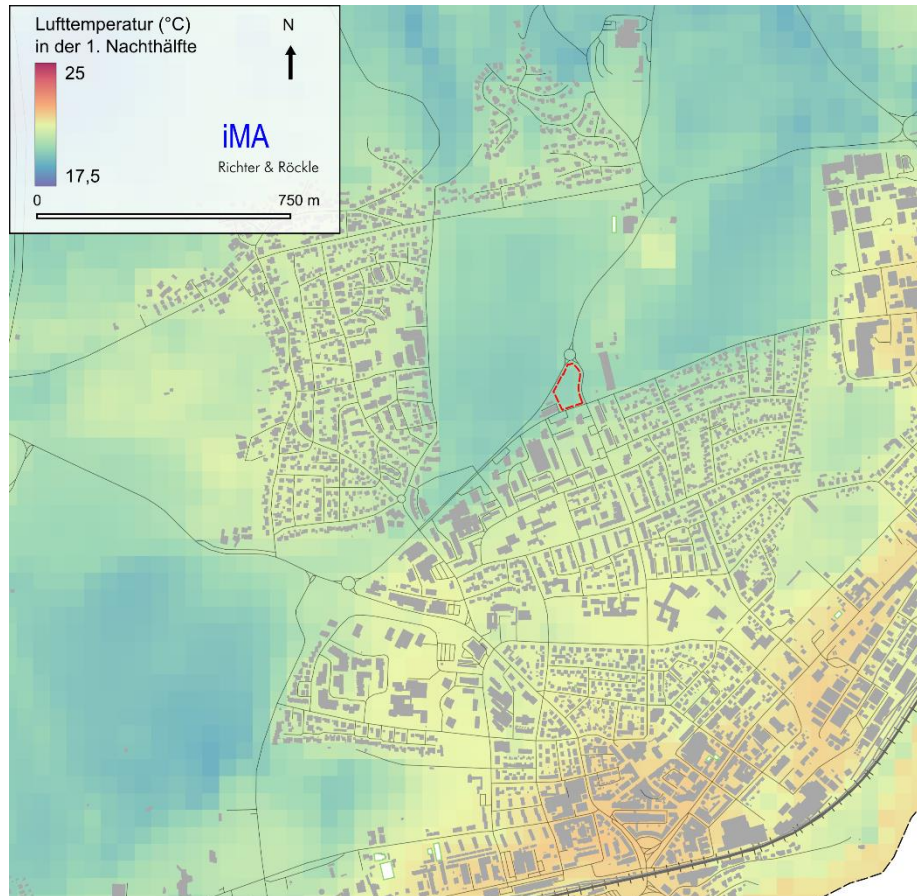 Lufttemperatur (°C)
in der 1. Nachthälfte
N
25
17,5
iMA
Richter & Röckle
0 750 m